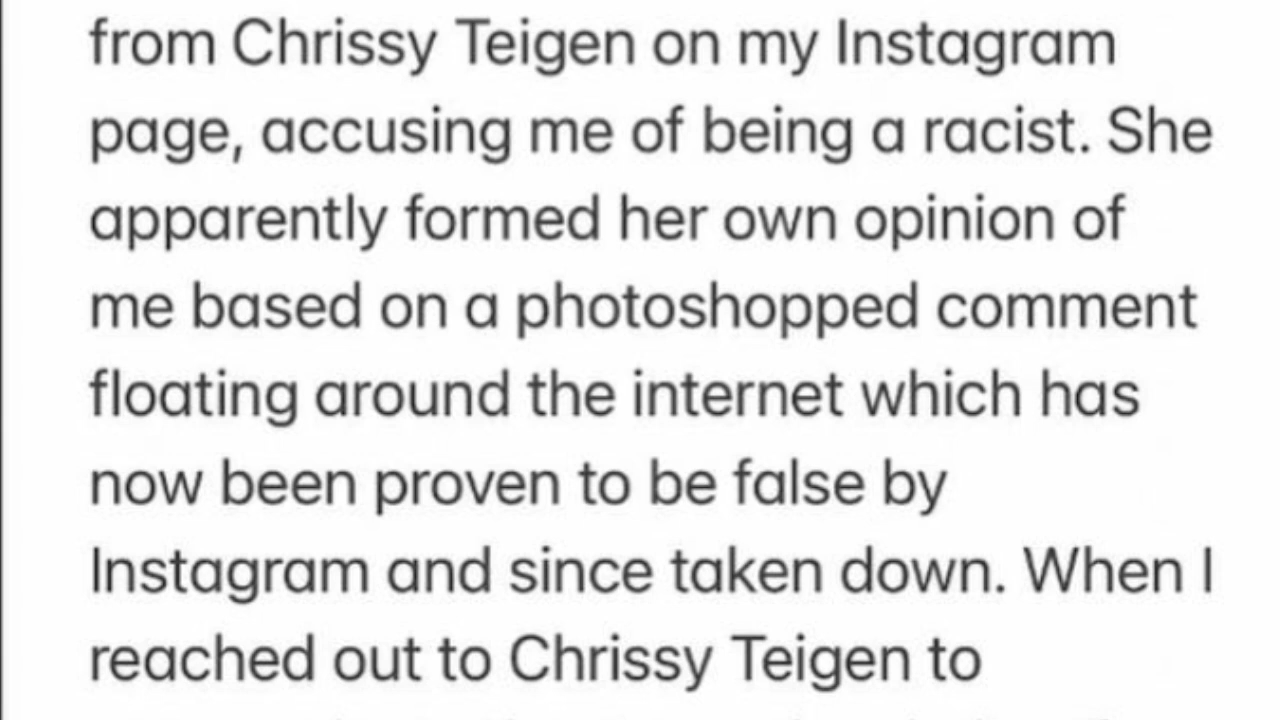 from Chrissy Teigen on my Instagram
page, accusing me of being a racist. She
apparently formed her own opinion of
me based on a photoshopped comment
floating around the internet which has
now been proven to be false by
Instagram and since taken down. When I
reached out to Chrissy Teigen to